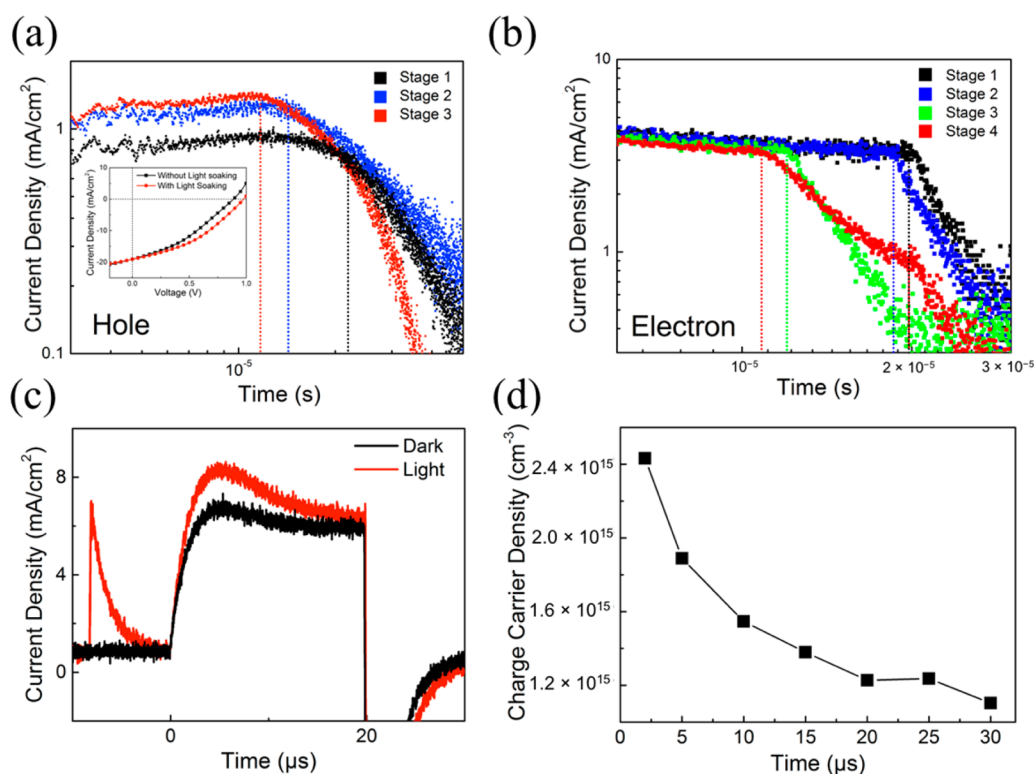 (a)
Current Density (mA/cm²)
1
0.1
Stage 1
Stage 2
Stage 3
Current Density (mA/cm²)
10
0
-10
-20
Without Light soaking
With Light Soaking
0.0
0.5
1.0
Voltage (V)
Hole
10⁻⁵
Time (s)
(b)
Current Density (mA/cm²)
10
1
Stage 1
Stage 2
Stage 3
Stage 4
Electron
10⁻⁵
2 × 10⁻⁵
3 × 10⁻⁵
Time (s)
(c)
Current Density (mA/cm²)
8
4
0
Dark
Light
0
10
20
Time (μs)
(d)
Charge Carrier Density (cm⁻³)
2.4 × 10¹⁵
2.0 × 10¹⁵
1.6 × 10¹⁵
1.2 × 10¹⁵
0
5
10
15
20
25
30
Time (μs)